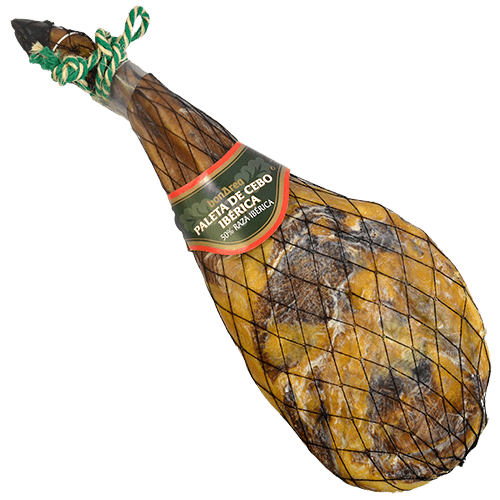 bonÀrea
PALETA DE CEBO
IBÉRICA
50% RAZA IBÉRICA